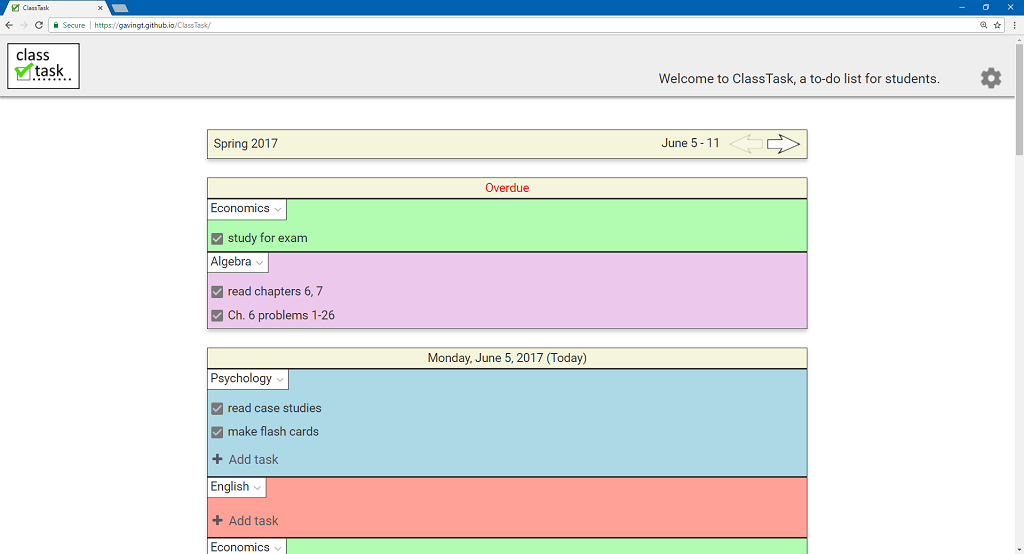 ClassTask
Secure https://gavingt.github.io/ClassTask/
class
task
Welcome to ClassTask, a to-do list for students.
Spring 2017 June 5 - 11
Overdue
Economics
study for exam
Algebra
read chapters 6, 7
Ch. 6 problems 1-26
Monday, June 5, 2017 (Today)
Psychology
read case studies
make flash cards
Add task
English
Add task
Economics